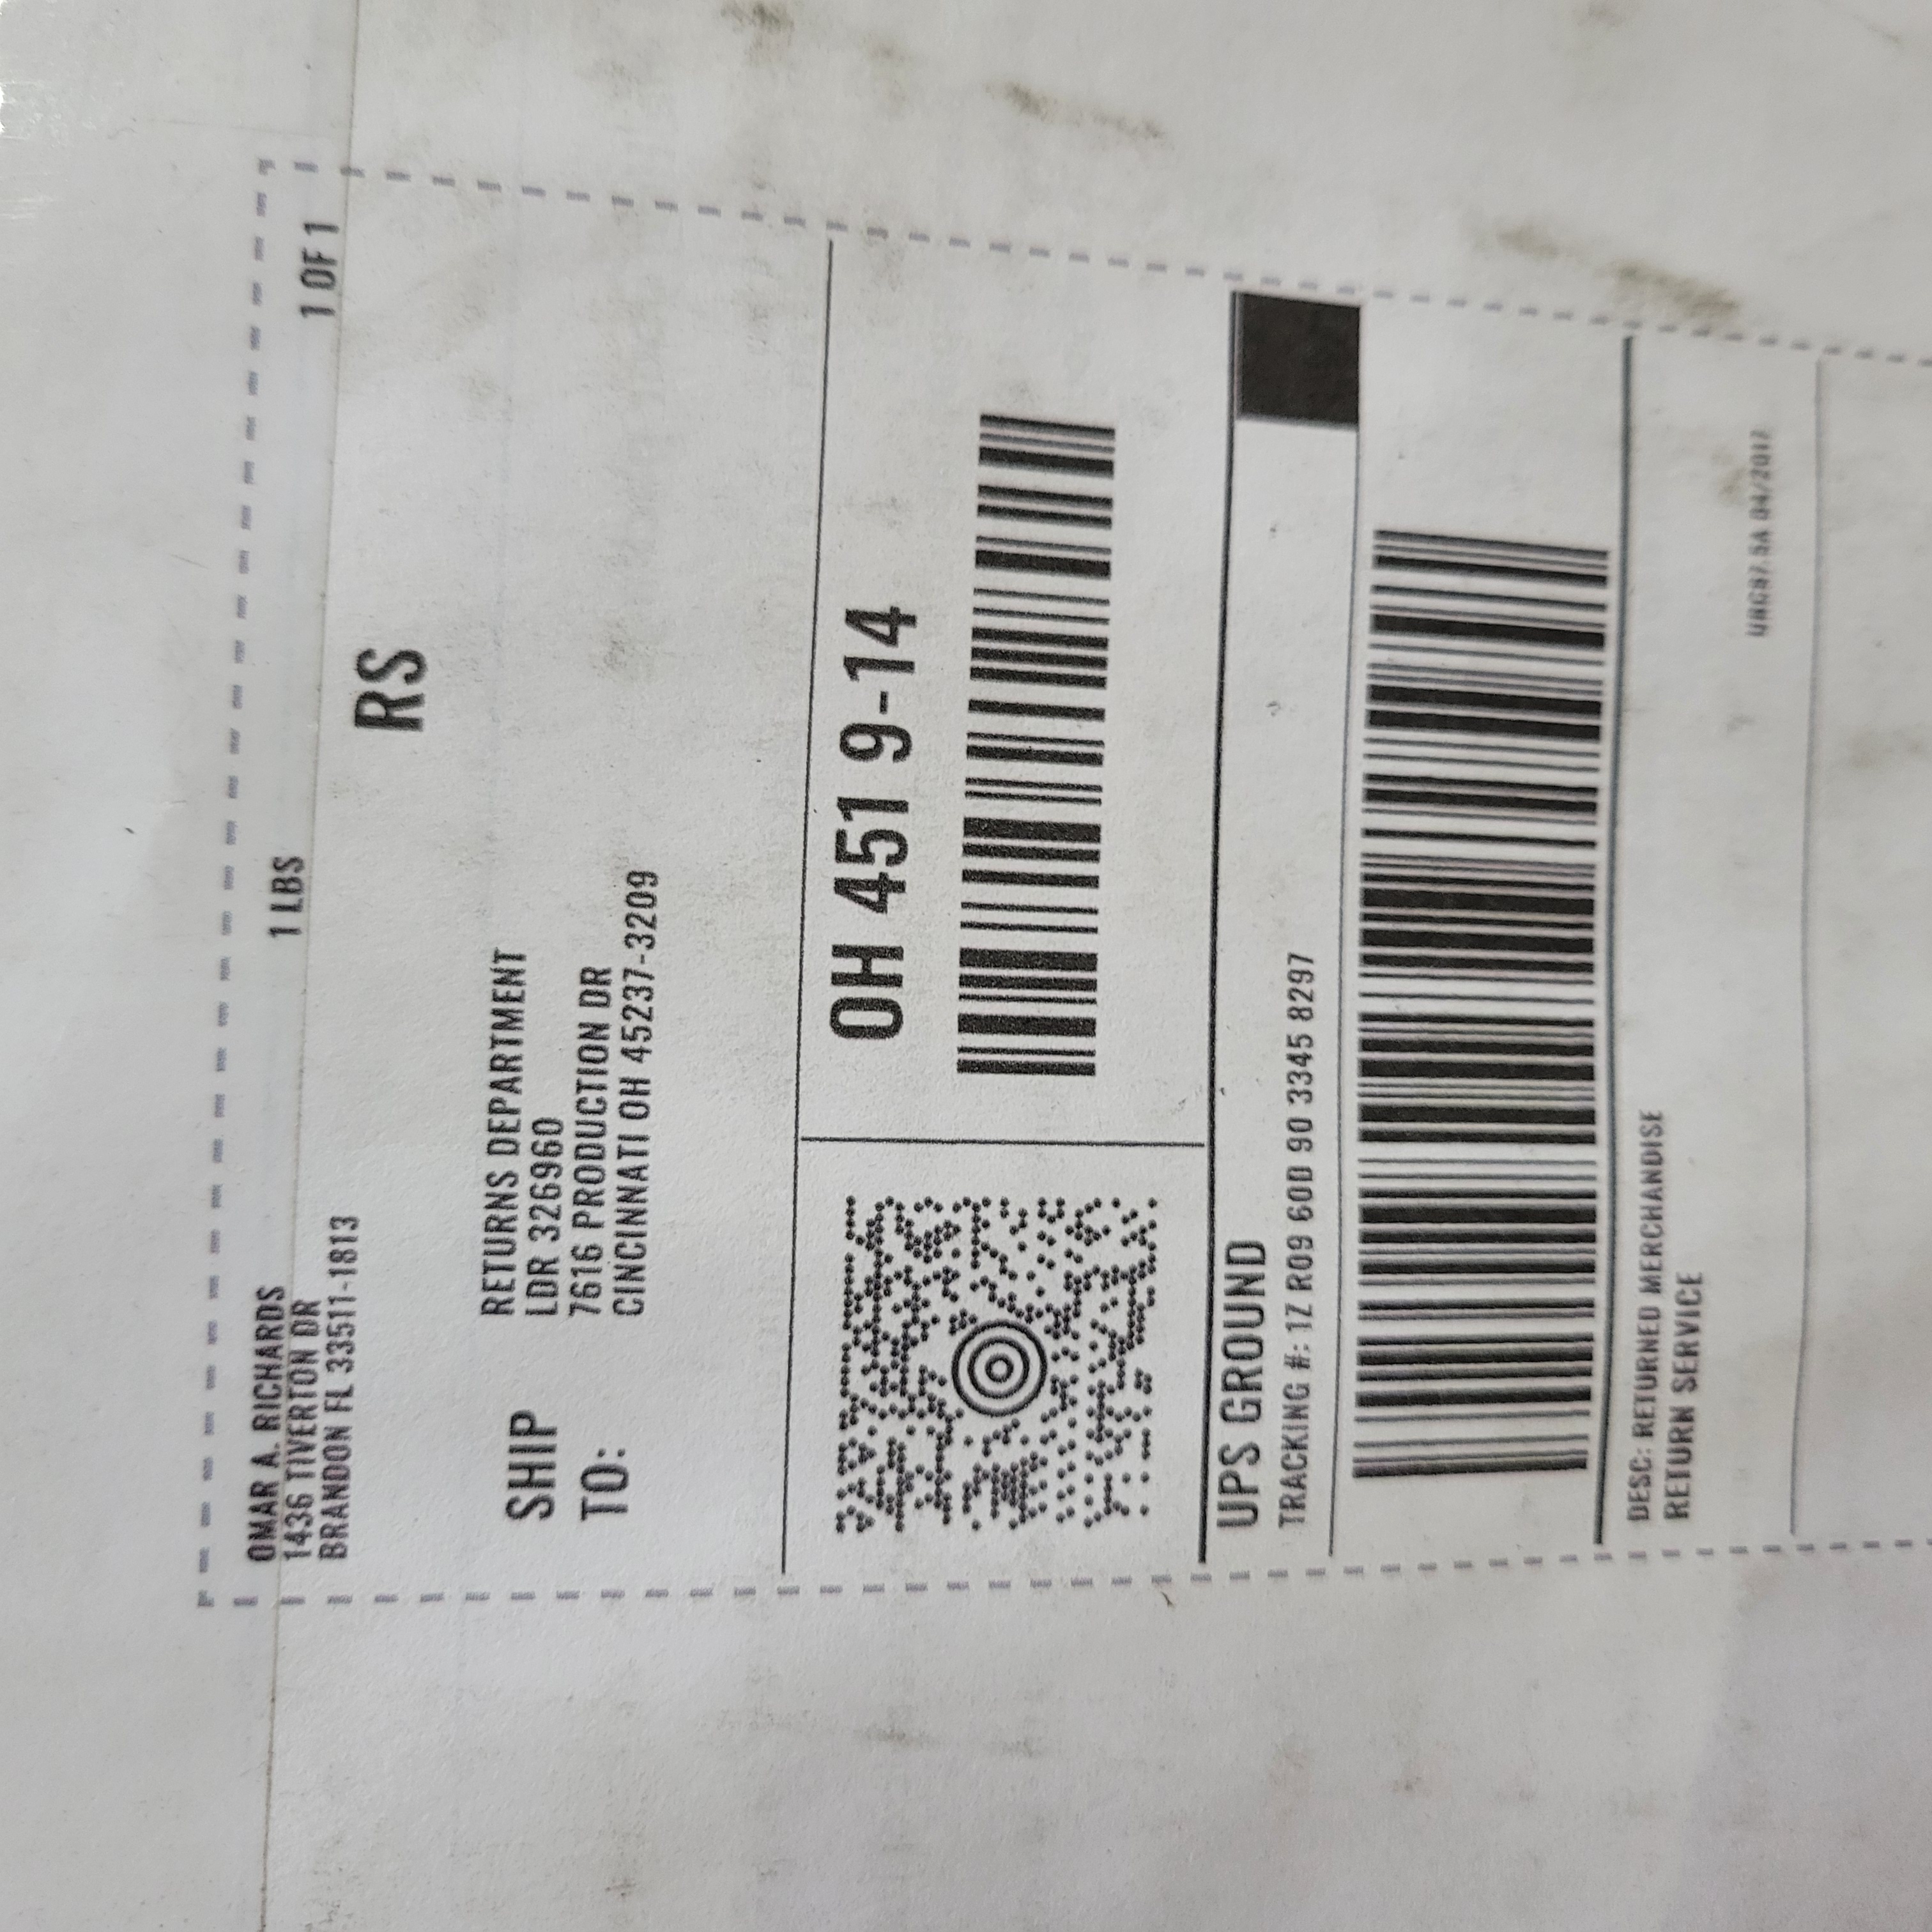 OMAR A. RICHARDS
1436 TIVERTON DR
BRANDON FL 33511-1813
1 LBS
1 OF 1
RS
SHIP
TO:
RETURNS DEPARTMENT
LDR 326960
7616 PRODUCTION DR
CINCINNATI OH 45237-3209
OH 451 9-14
UPS GROUND
TRACKING #: 1Z R09 60D 90 3345 8297
DESC: RETURNED MERCHANDISE
RETURN SERVICE
04/2017